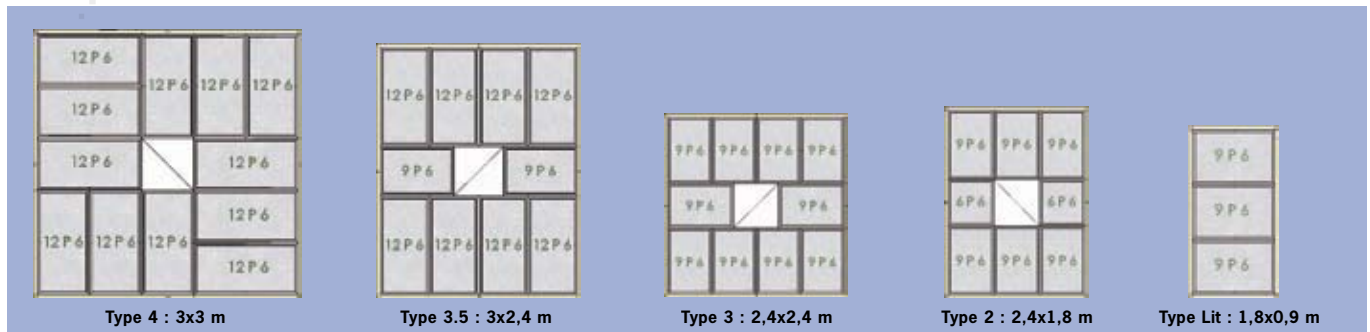 12P6
12P6 12P6 12P6
12P6
12P6 12P6
12P6
12P6 12P6 12P6
12P6
Type 4 : 3x3 m
12P6 12P6 12P6 12P6
9P6 9P6
12P6 12P6 12P6 12P6
Type 3.5 : 3x2,4 m
9P6 9P6 9P6 9P6
9P6 9P6
9P6 9P6 9P6 9P6
Type 3 : 2,4x2,4 m
9P6 9P6 9P6
6P6 6P6
9P6 9P6 9P6
Type 2 : 2,4x1,8 m
9P6
9P6
9P6
Type Lit : 1,8x0,9 m